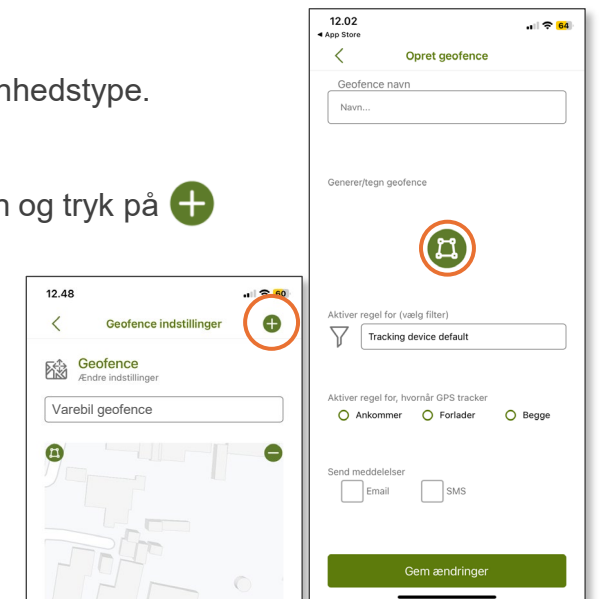 nhedstype.
n og tryk på
12.48
60
Geofence indstillinger
Geofence
Ændre indstillinger
Varebil geofence
12.02
64
◀ App Store
Opret geofence
Geofence navn
Navn...
Generer/tegn geofence
Aktiver regel for (vælg filter)
Tracking device default
Aktiver regel for, hvornår GPS tracker
Ankommer Forlader Begge
Send meddelelser
Email SMS
Gem ændringer